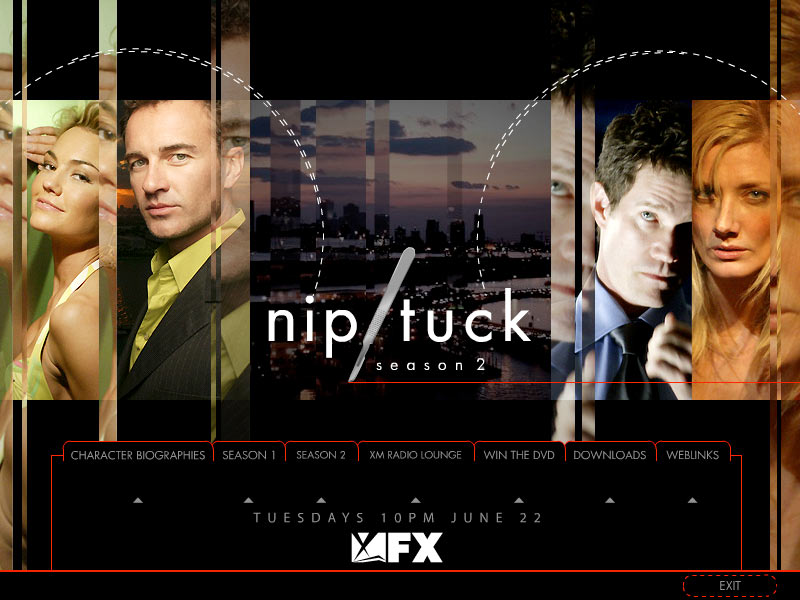 nip/tuck
season 2
CHARACTER BIOGRAPHIES SEASON 1 SEASON 2 XM RADIO LOUNGE WIN THE DVD DOWNLOADS WEBLINKS
TUESDAYS 10PM JUNE 22
FX
EXIT